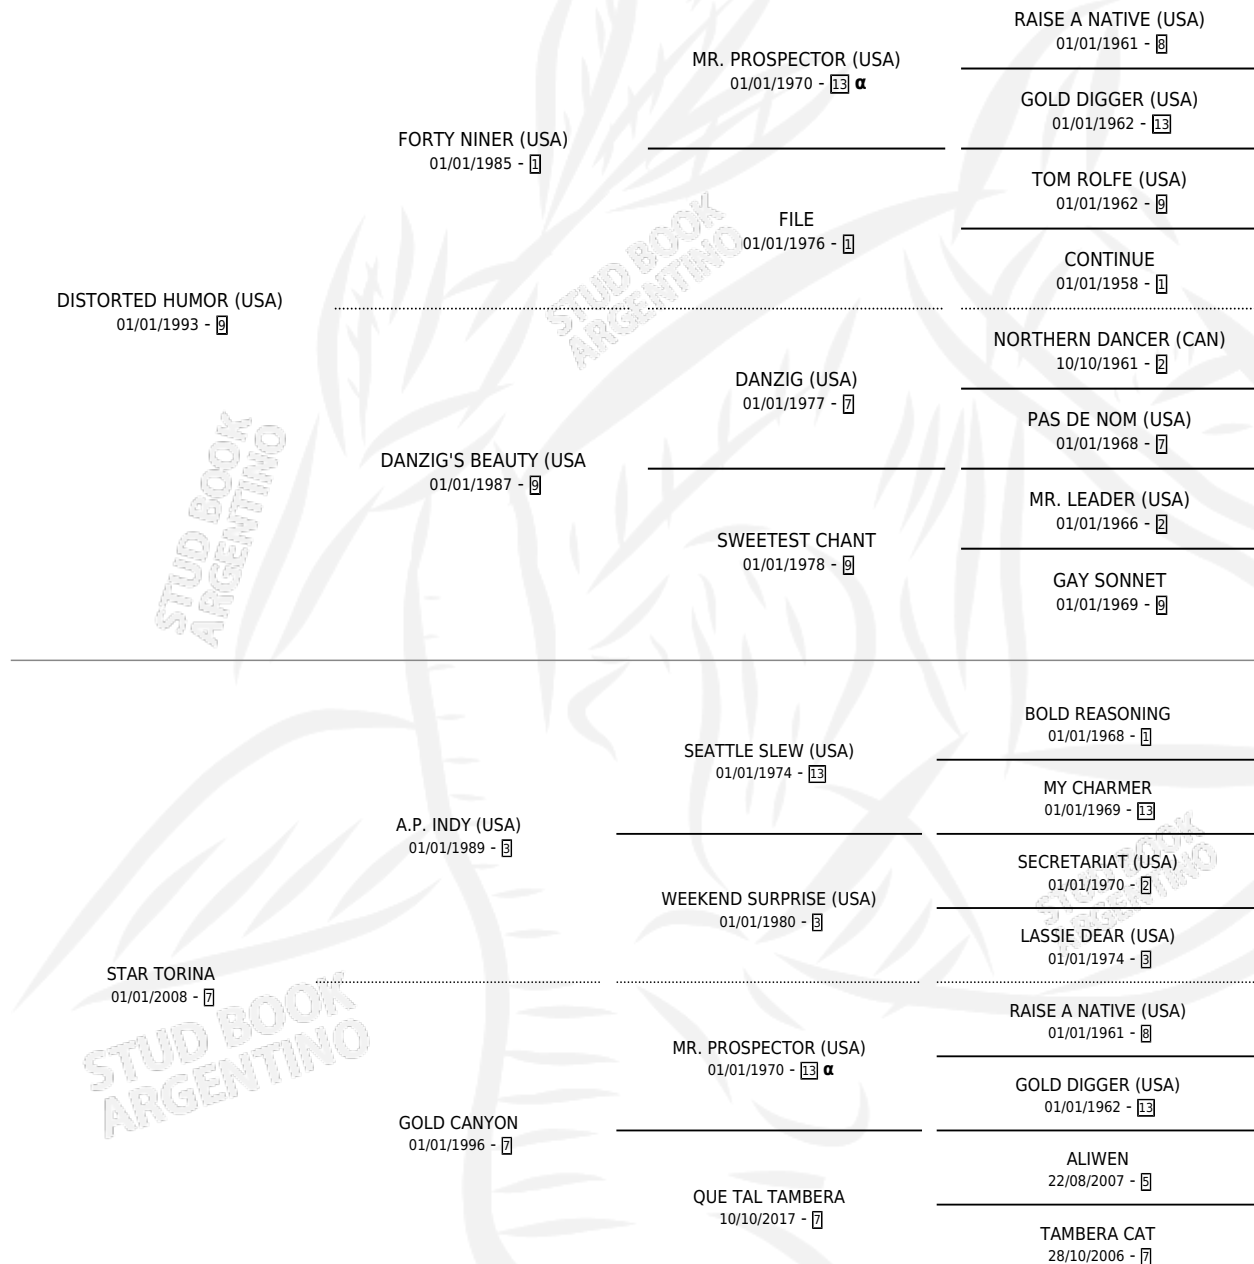 RAISE A NATIVE (USA)
01/01/1961 - 8
MR. PROSPECTOR (USA)
01/01/1970 - 13 α
GOLD DIGGER (USA)
01/01/1962 - 13
FORTY NINER (USA)
01/01/1985 - 1
TOM ROLFE (USA)
01/01/1962 - 9
FILE
01/01/1976 - 1
CONTINUE
01/01/1958 - 1
DISTORTED HUMOR (USA)
01/01/1993 - 9
NORTHERN DANCER (CAN)
10/10/1961 - 2
DANZIG (USA)
01/01/1977 - 7
PAS DE NOM (USA)
01/01/1968 - 7
DANZIG'S BEAUTY (USA
01/01/1987 - 9
MR. LEADER (USA)
01/01/1966 - 2
SWEETEST CHANT
01/01/1978 - 9
GAY SONNET
01/01/1969 - 9
BOLD REASONING
01/01/1968 - 1
SEATTLE SLEW (USA)
01/01/1974 - 13
MY CHARMER
01/01/1969 - 13
A.P. INDY (USA)
01/01/1989 - 3
SECRETARIAT (USA)
01/01/1970 - 2
WEEKEND SURPRISE (USA)
01/01/1980 - 3
LASSIE DEAR (USA)
01/01/1974 - 3
STAR TORINA
01/01/2008 - 7
RAISE A NATIVE (USA)
01/01/1961 - 8
MR. PROSPECTOR (USA)
01/01/1970 - 13 α
GOLD DIGGER (USA)
01/01/1962 - 13
GOLD CANYON
01/01/1996 - 7
ALIWEN
22/08/2007 - 5
QUE TAL TAMBERA
10/10/2017 - 7
TAMBERA CAT
28/10/2006 - 7
STUD BOOK
ARGENTINO
STUD BOOK
ARGENTINO
STUD BOOK
ARGENTINO
STUD BOOK
ARGENTINO